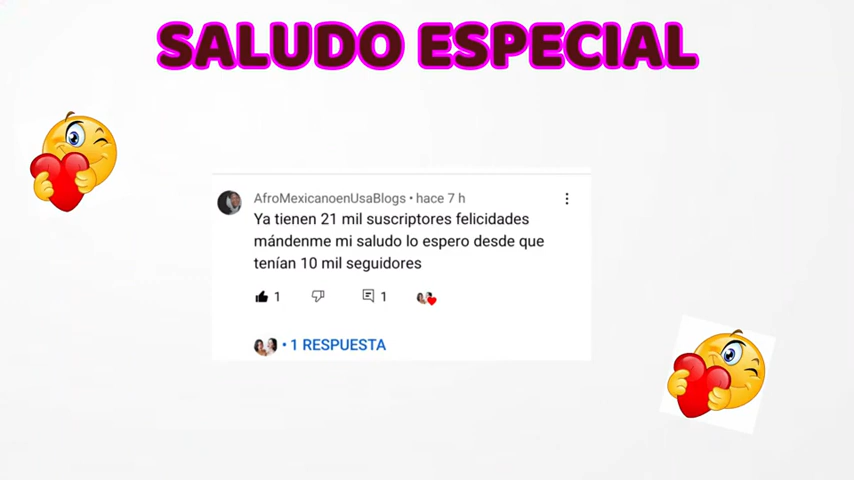 SALUDO ESPECIAL
AfroMexicanoenUsaBlogs • hace 7 h
Ya tienen 21 mil suscriptores felicidades
mándenme mi saludo lo espero desde que
tenían 10 mil seguidores
1 1
• 1 RESPUESTA